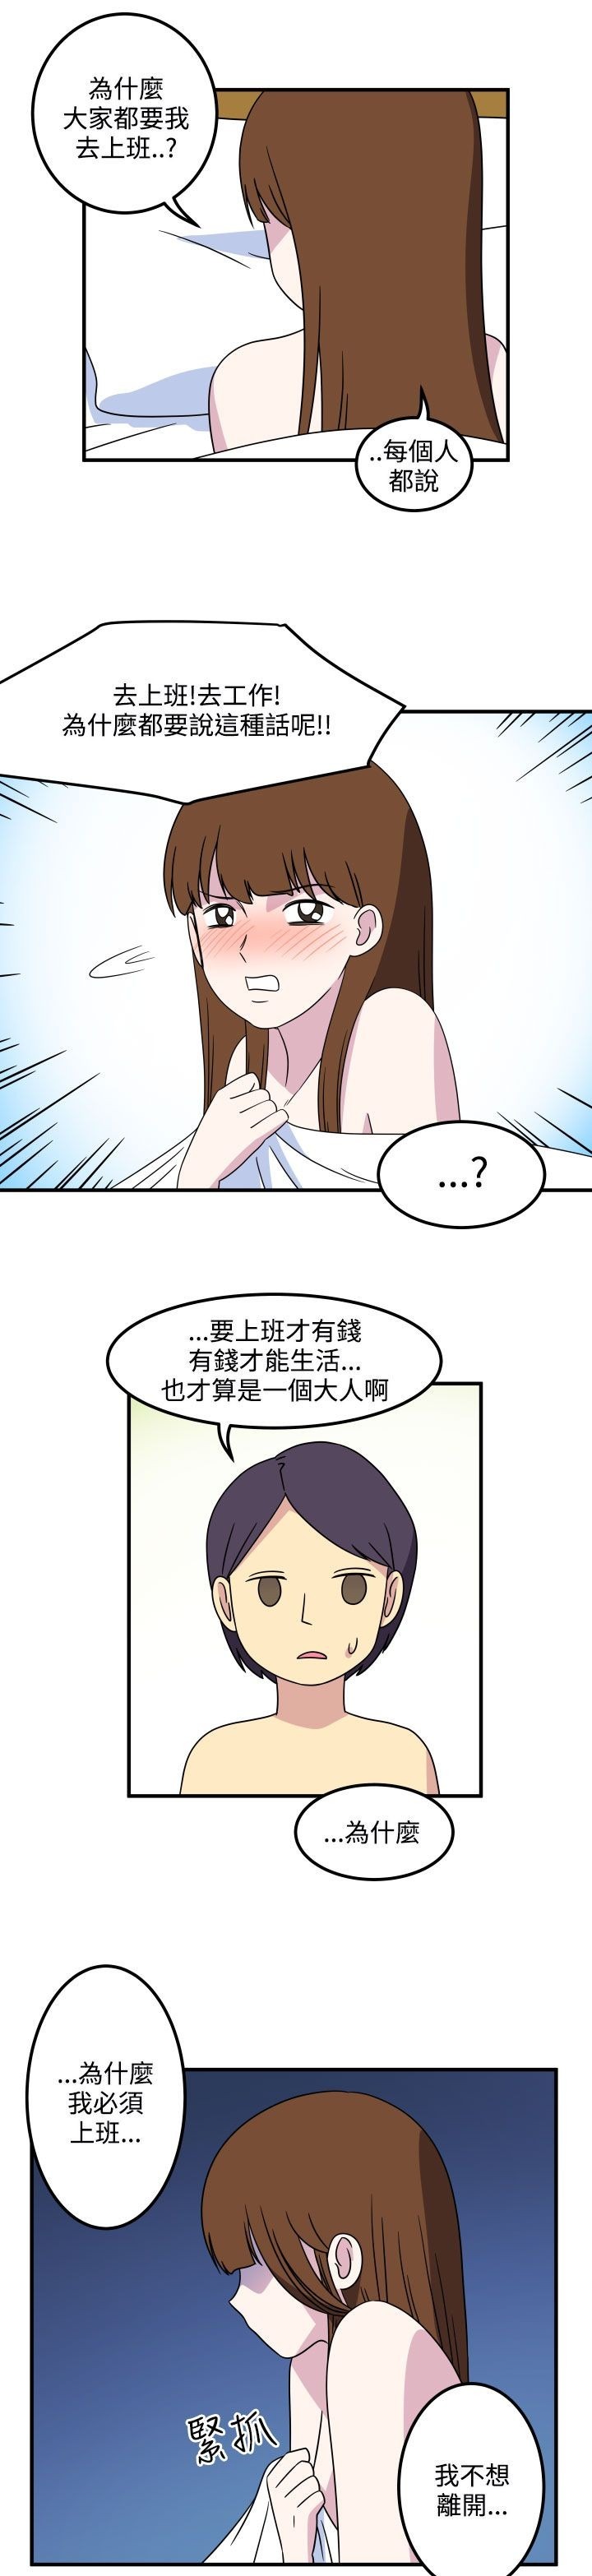 為什麼
大家都要我
去上班..?
..每個人
都說
去上班!去工作!
為什麼都要說這種話呢!!
...?
...要上班才有錢
有錢才能生活...
也才算是一個大人啊
...為什麼
...為什麼
我必須
上班...
緊抓
我不想
離開...